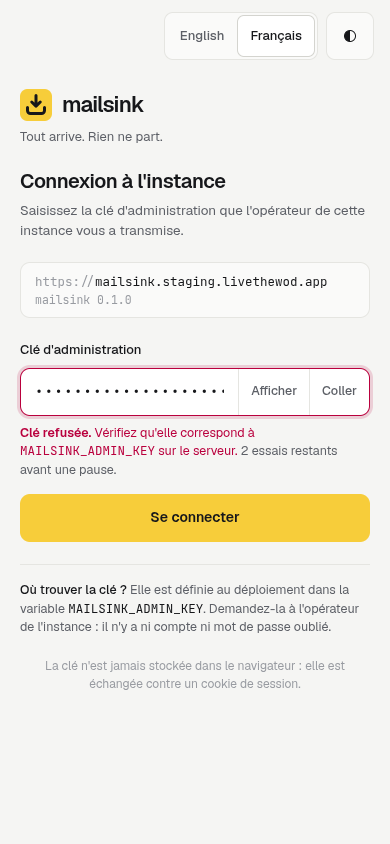 English
Français
mailsink
Tout arrive. Rien ne part.
Connexion à l'instance
Saisissez la clé d'administration que l'opérateur de cette
instance vous a transmise.
https://mailsink.staging.livethewod.app
mailsink 0.1.0
Clé d'administration
Afficher
Coller
Clé refusée. Vérifiez qu'elle correspond à
MAILSINK_ADMIN_KEY sur le serveur. 2 essais restants
avant une pause.
Se connecter
Où trouver la clé ? Elle est définie au déploiement dans la
variable MAILSINK_ADMIN_KEY. Demandez-la à l'opérateur
de l'instance : il n'y a ni compte ni mot de passe oublié.
La clé n'est jamais stockée dans le navigateur : elle est
échangée contre un cookie de session.